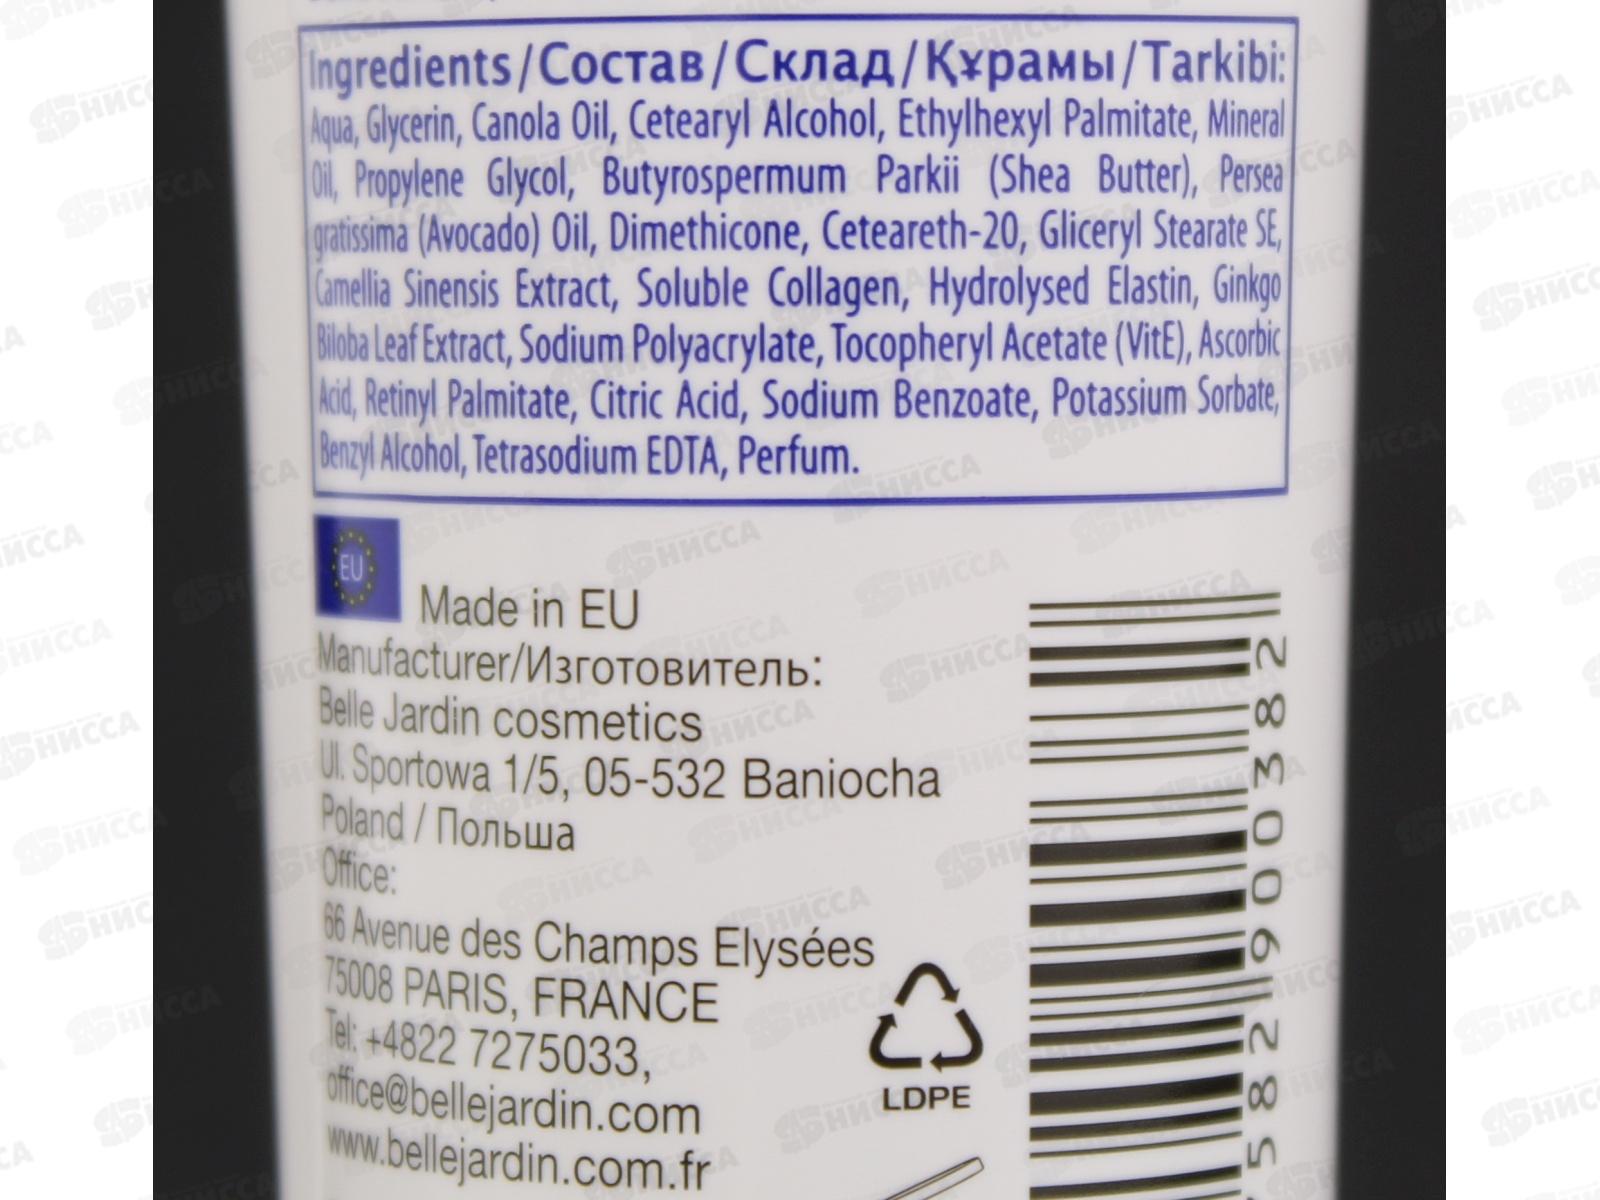 Ingredients/Состав/Склад/Құрамы/Tarkibi:
Aqua, Glycerin, Canola Oil, Cetearyl Alcohol, Ethylhexyl Palmitate, Mineral
Oil, Propylene Glycol, Butyrospermum Parkii (Shea Butter), Persea
gratissima (Avocado) Oil, Dimethicone, Ceteareth-20, Gliceryl Stearate SE,
Camellia Sinensis Extract, Soluble Collagen, Hydrolysed Elastin, Ginkgo
Biloba Leaf Extract, Sodium Polyacrylate, Tocopheryl Acetate (VitE), Ascorbic
Acid, Retinyl Palmitate, Citric Acid, Sodium Benzoate, Potassium Sorbate,
Benzyl Alcohol, Tetrasodium EDTA, Perfum.
EU
Made in EU
Manufacturer/Изготовитель:
Belle Jardin cosmetics
Ul. Sportowa 1/5, 05-532 Baniocha
Poland / Польша
Office:
66 Avenue des Champs Elysées
75008 PARIS, FRANCE
Tel: +4822 7275033,
office@bellejardin.com
www.bellejardin.com.fr
LDPE
5 82190 0382
НИССА